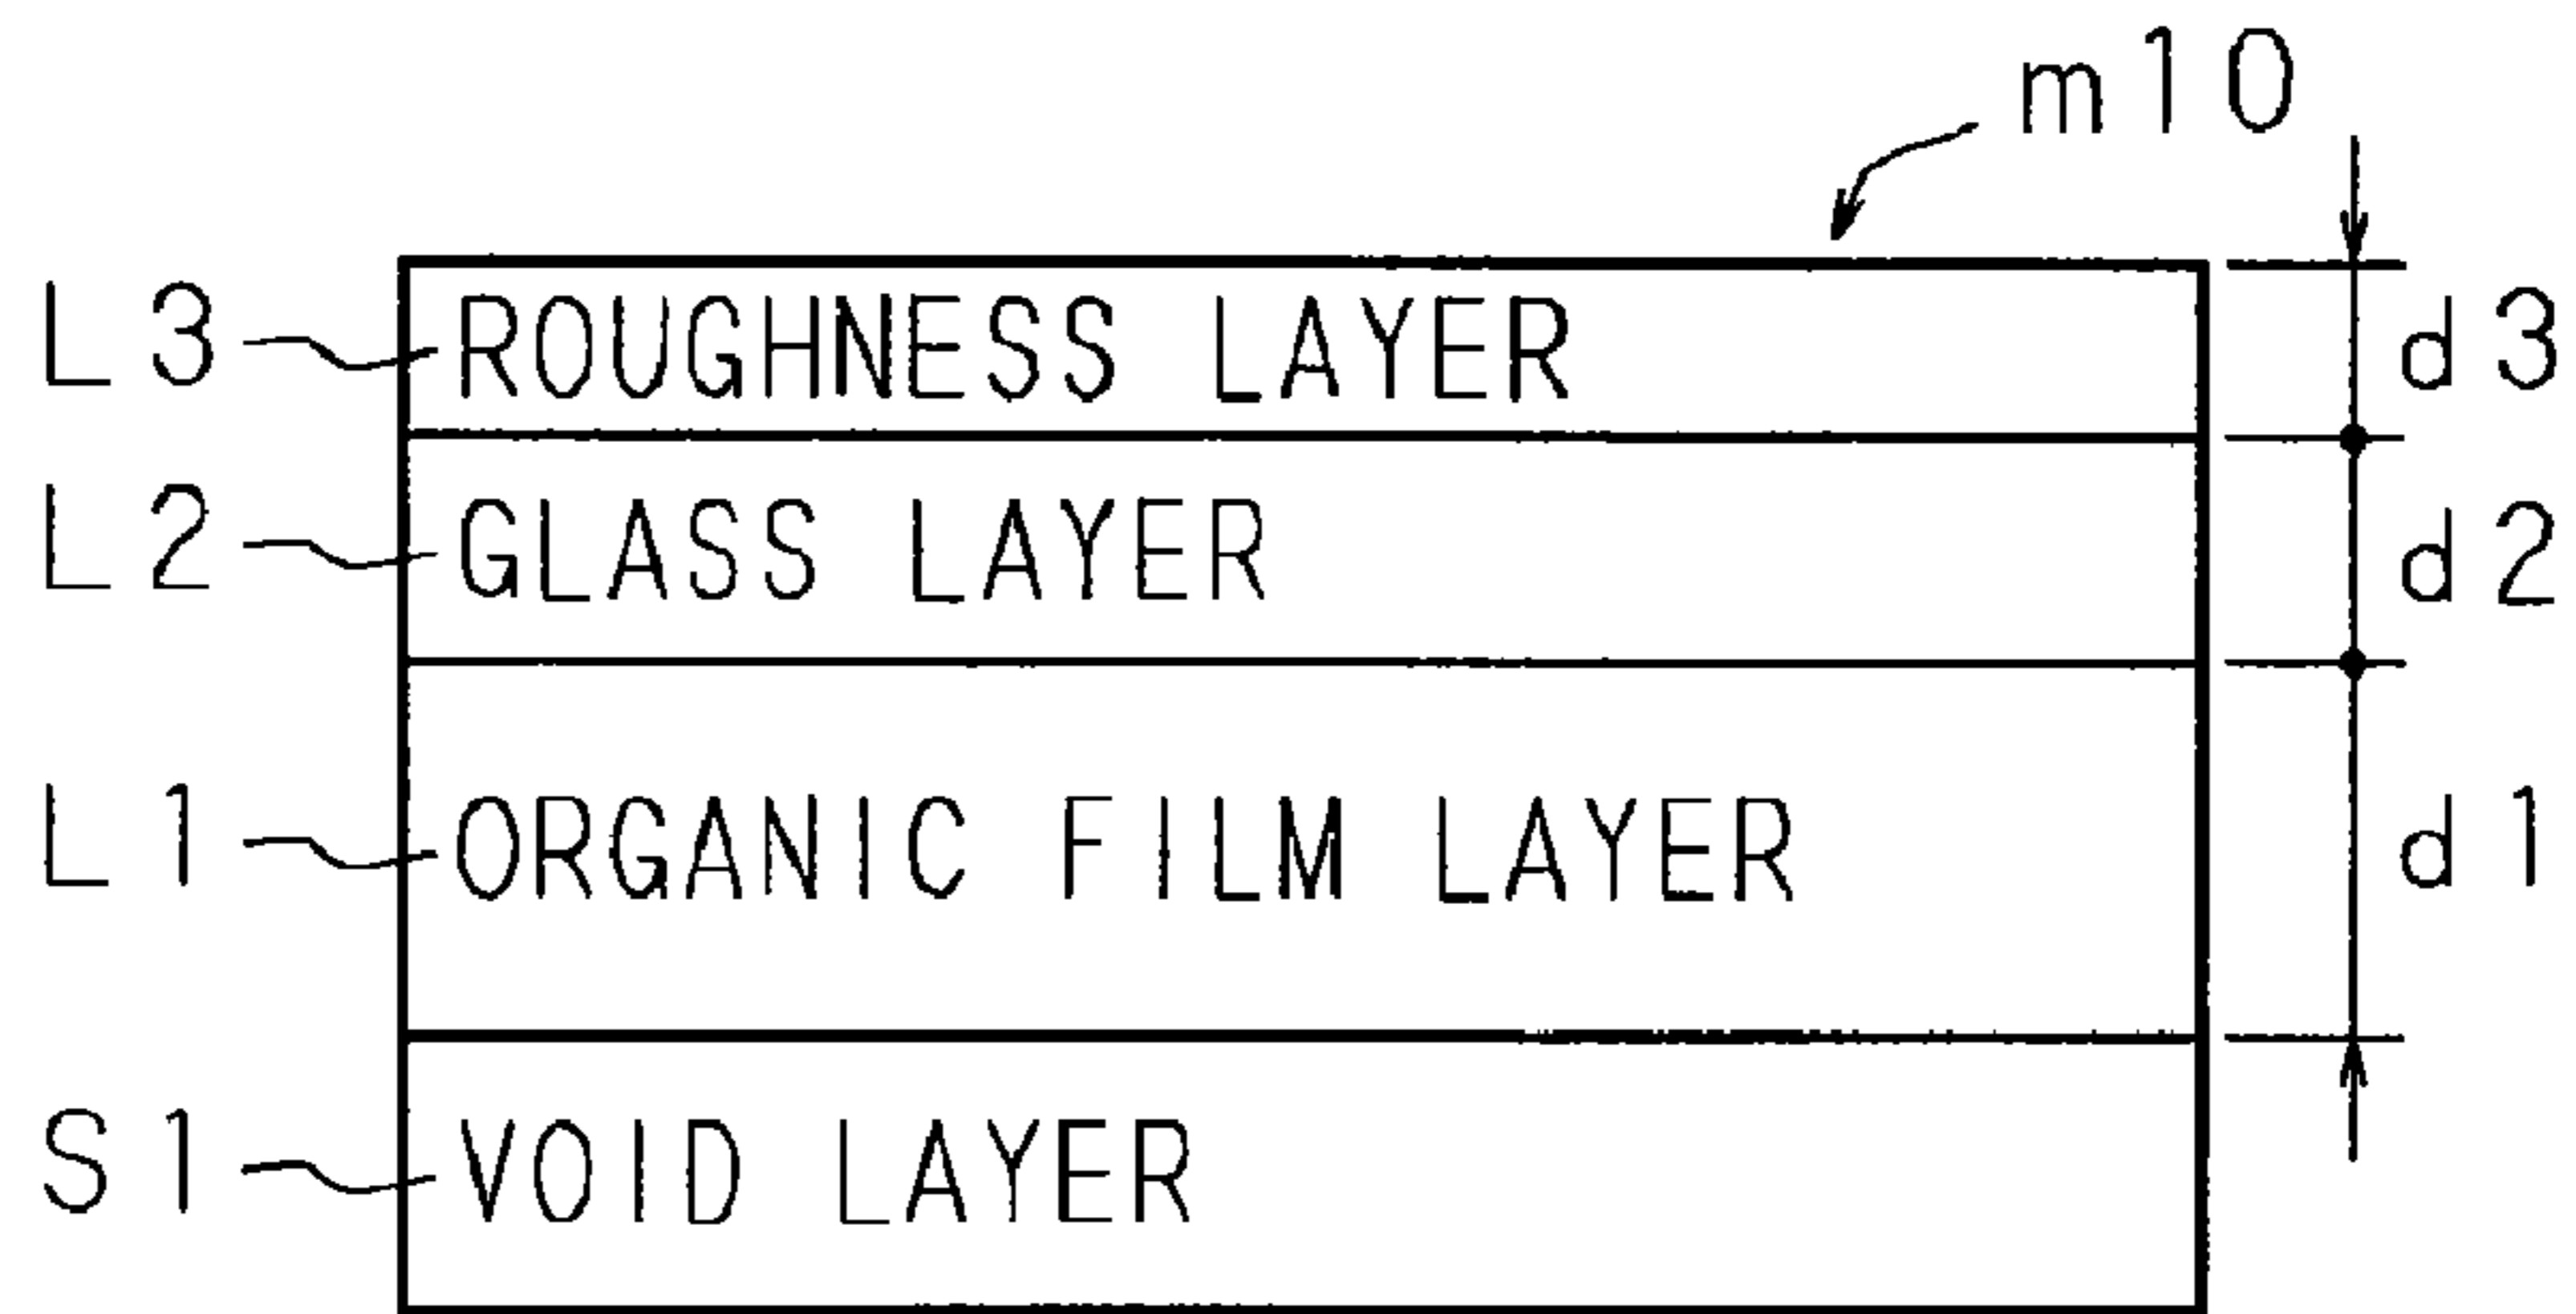 m10
L3 ROUGHNESS LAYER d3
L2 GLASS LAYER d2
L1 ORGANIC FILM LAYER d1
S1 VOID LAYER